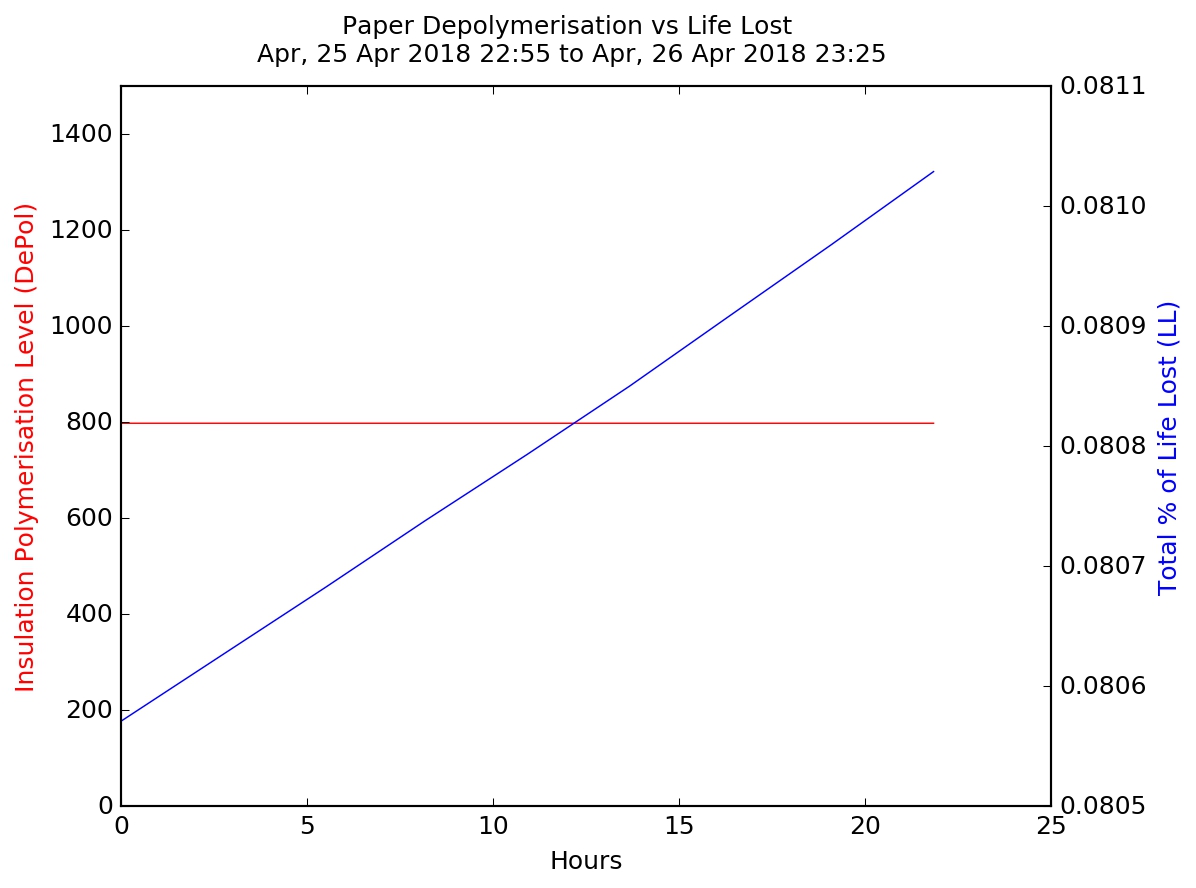 Paper Depolymerisation vs Life Lost
Apr, 25 Apr 2018 22:55 to Apr, 26 Apr 2018 23:25
0.0811
1400
1200
0.0810
1000
0.0809
800
0.0808
600
0.0807
400
0.0806
200
0
0.0805
Insulation Polymerisation Level (DePol)
Total % of Life Lost (LL)
0 5 10 15 20 25
Hours